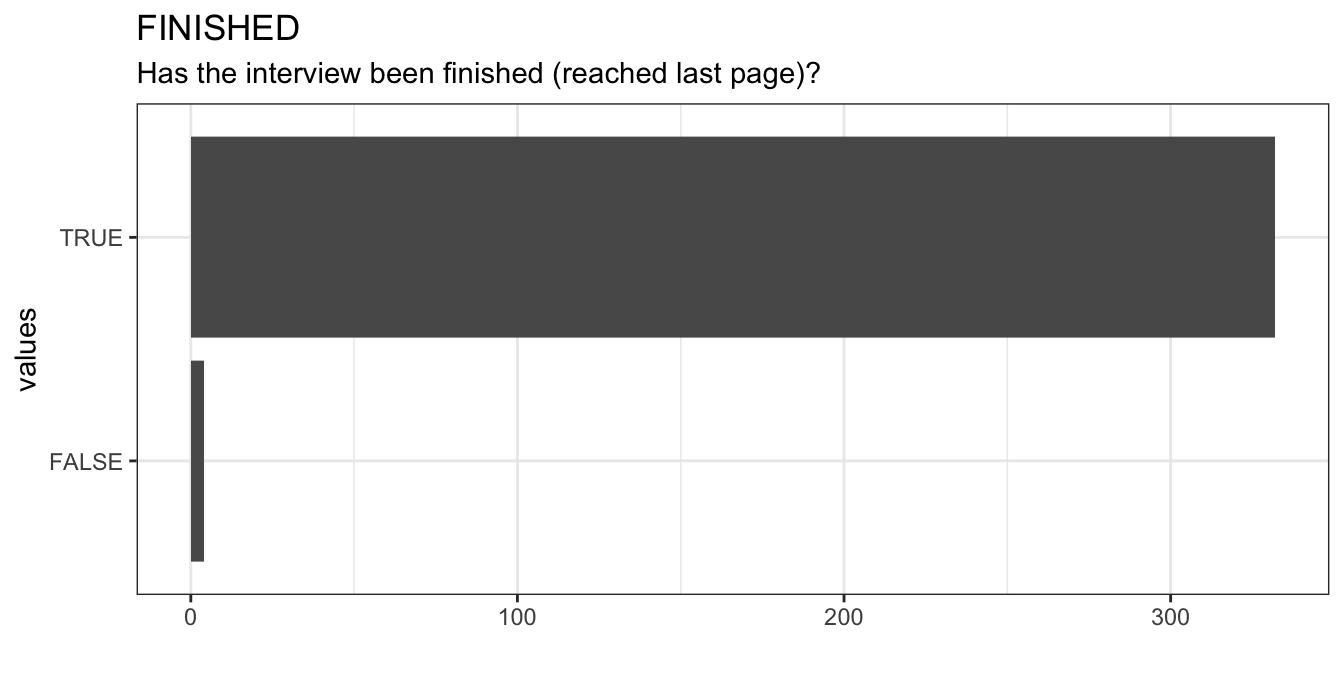 FINISHED
Has the interview been finished (reached last page)?
values
TRUE
FALSE
0 100 200 300